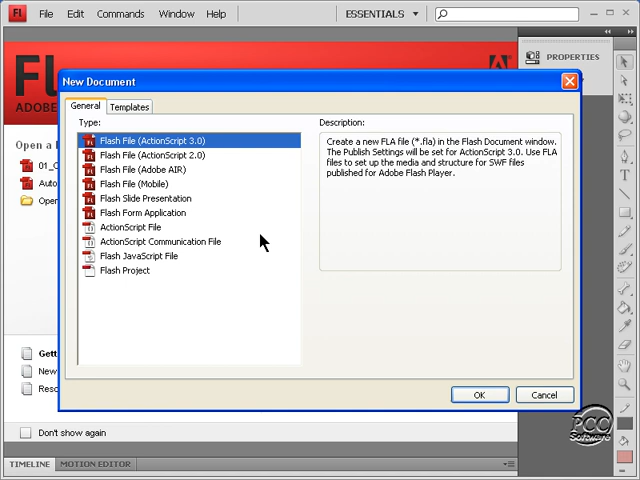 FL File Edit Commands Window Help ESSENTIALS
PROPERTIES
FL
ADOBE
New Document
General Templates
Type:
Flash File (ActionScript 3.0)
Flash File (ActionScript 2.0)
Flash File (Adobe AIR)
Flash File (Mobile)
Flash Slide Presentation
Flash Form Application
ActionScript File
ActionScript Communication File
Flash JavaScript File
Flash Project
Description:
Create a new FLA file (*.fla) in the Flash Document window.
The Publish Settings will be set for ActionScript 3.0. Use FLA
files to set up the media and structure for SWF files
published for Adobe Flash Player.
OK Cancel
Open a
01_C
Auto
Open
Gett
New
Reso
Don't show again
PCC
Software
TIMELINE MOTION EDITOR